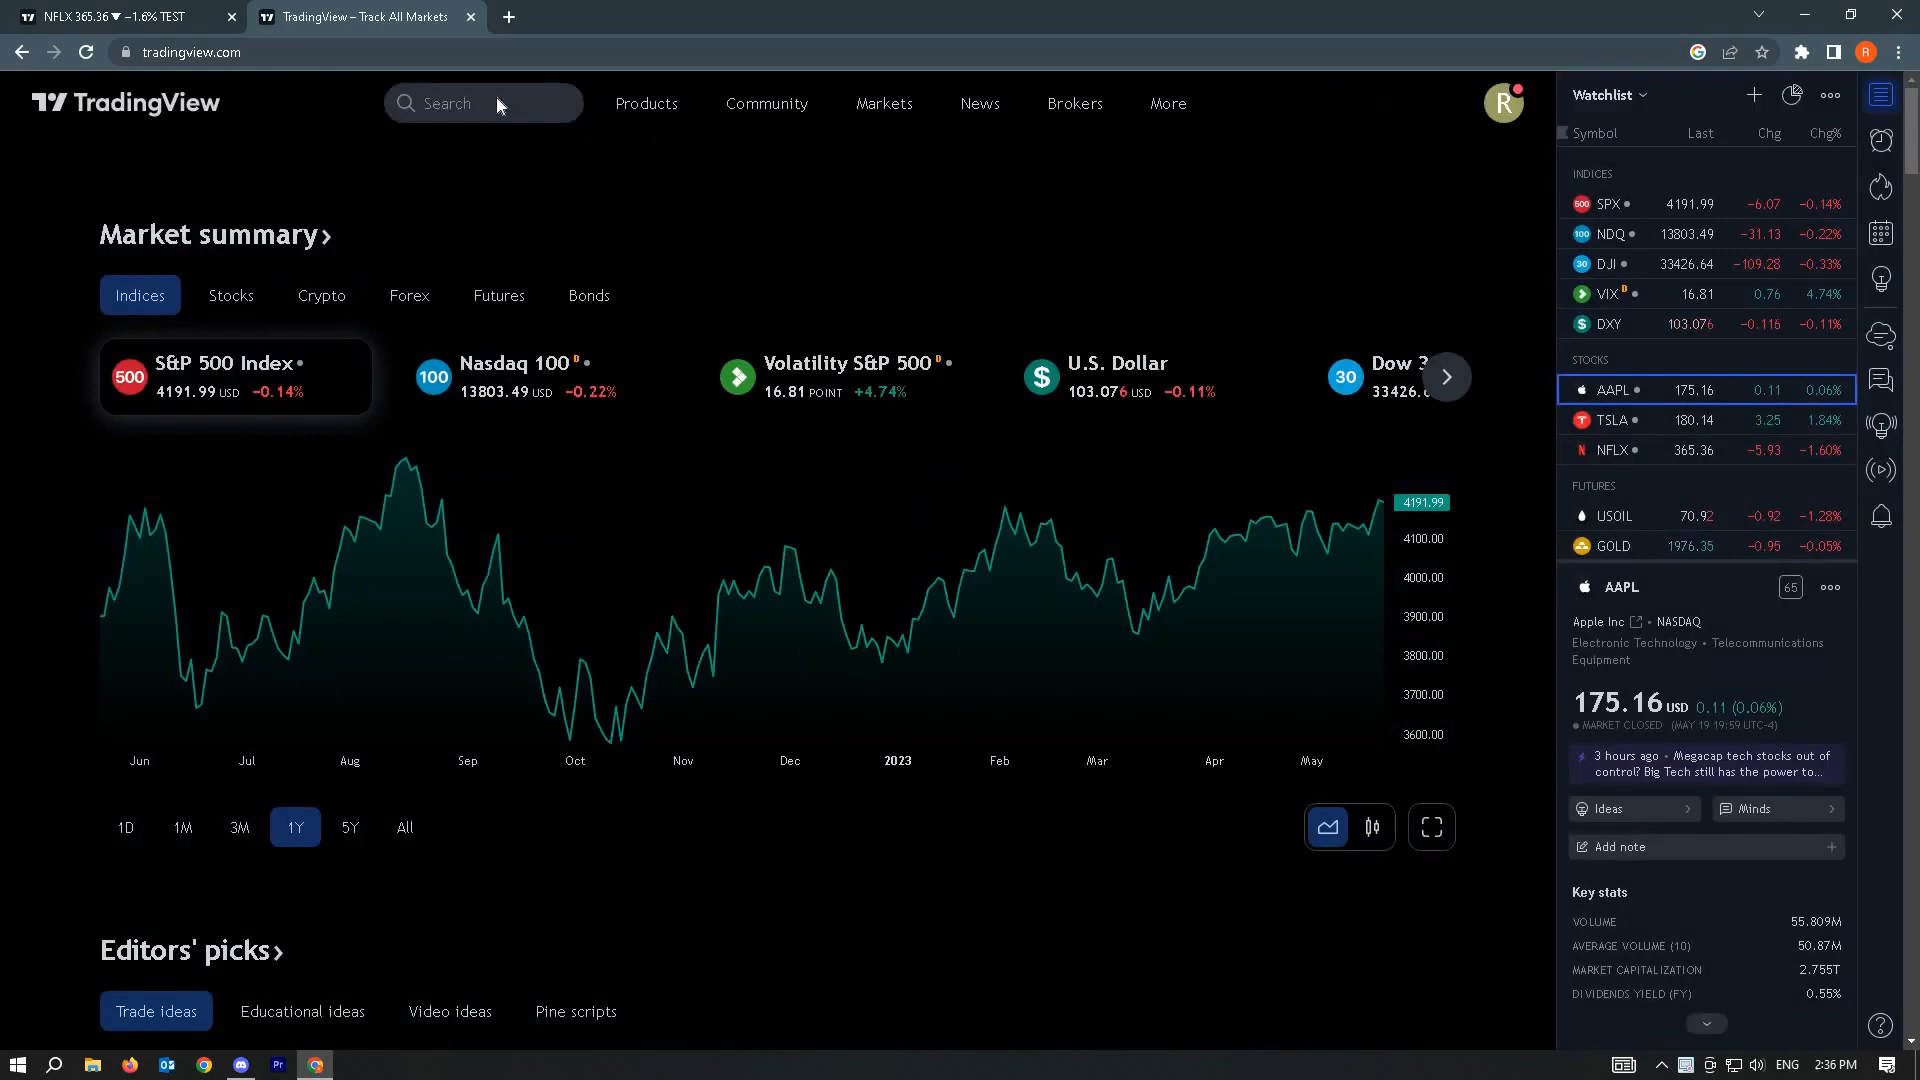 NFLX 365.36 ▼ −1.6% TEST
TradingView – Track All Markets
tradingview.com
R
TradingView
Search
Products
Community
Markets
News
Brokers
More
R
Market summary
Indices
Stocks
Crypto
Forex
Futures
Bonds
500
S&P 500 Index
4191.99 USD −0.14%
100
Nasdaq 100 D
13803.49 USD −0.22%
Volatility S&P 500 D
16.81 POINT +4.74%
$
U.S. Dollar
103.076 USD −0.11%
30
Dow 3
33426.6
4191.99
4100.00
4000.00
3900.00
3800.00
3700.00
3600.00
Jun
Jul
Aug
Sep
Oct
Nov
Dec
2023
Feb
Mar
Apr
May
1D
1M
3M
1Y
5Y
All
Editors' picks
Trade ideas
Educational ideas
Video ideas
Pine scripts
Watchlist
Symbol Last Chg Chg%
INDICES
500 SPX 4191.99 −6.07 −0.14%
100 NDQ 13803.49 −31.13 −0.22%
30 DJI 33426.64 −109.28 −0.33%
VIX D 16.81 0.76 4.74%
$ DXY 103.076 −0.116 −0.11%
STOCKS
AAPL 175.16 0.11 0.06%
TSLA 180.14 3.25 1.84%
N NFLX 365.36 −5.93 −1.60%
FUTURES
USOIL 70.92 −0.92 −1.28%
GOLD 1976.35 −0.95 −0.05%
AAPL
65
Apple Inc • NASDAQ
Electronic Technology • Telecommunications
Equipment
175.16 USD 0.11 (0.06%)
MARKET CLOSED (MAY 19 19:59 UTC-4)
3 hours ago • Megacap tech stocks out of
control? Big Tech still has the power to...
Ideas
Minds
Add note
Key stats
VOLUME 55.809M
AVERAGE VOLUME (10) 50.87M
MARKET CAPITALIZATION 2.755T
DIVIDENDS YIELD (FY) 0.55%
Pr
ENG
2:36 PM